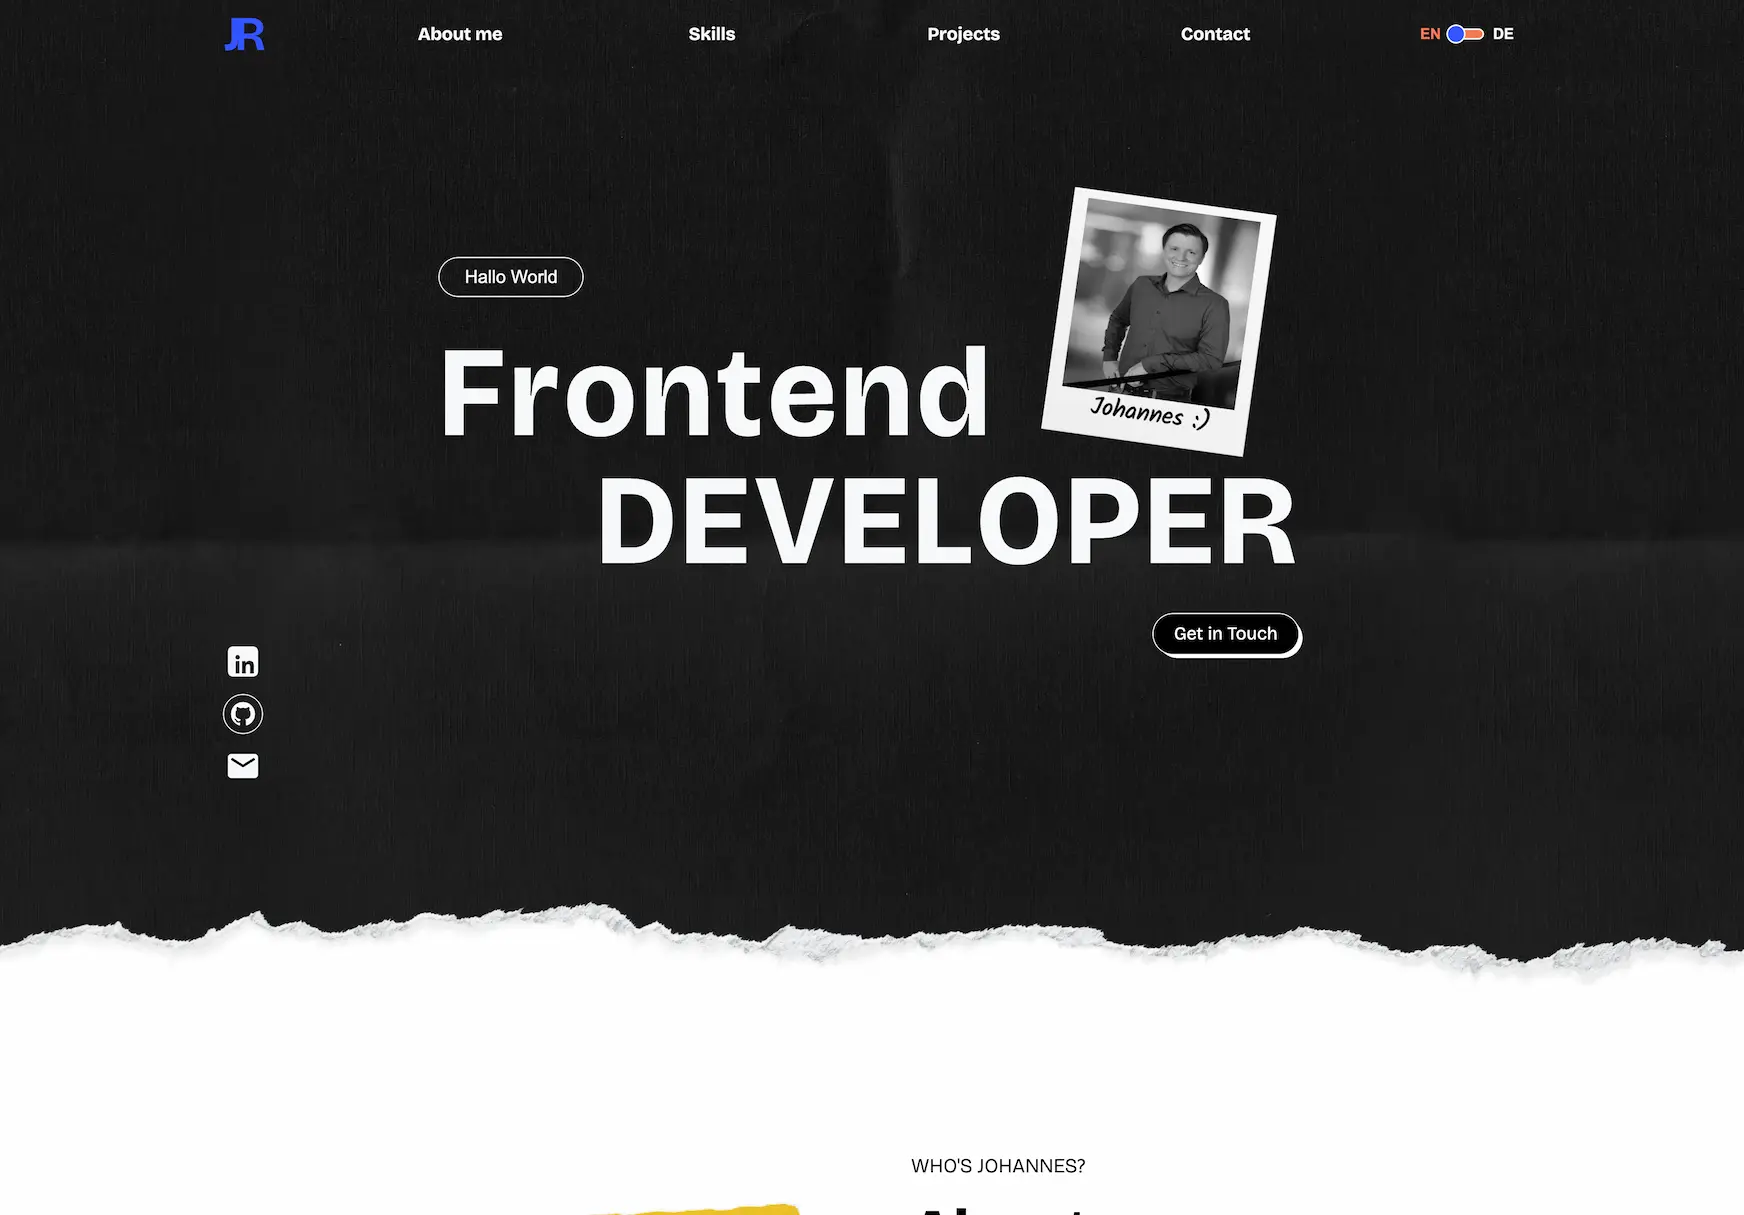 JR
About me
Skills
Projects
Contact
EN
DE
Hallo World
Johannes :)
Frontend
DEVELOPER
Get in Touch
in
WHO'S JOHANNES?